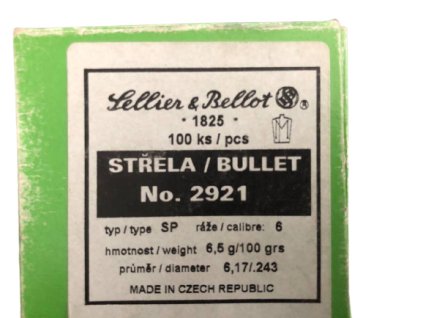 Sellier & Bellot ®
· 1825 ·
100 ks / pcs
STŘELA / BULLET
No. 2921
typ / type SP ráže / calibre: 6
hmotnost / weight 6,5 g/100 grs
průměr / diameter 6,17/.243
MADE IN CZECH REPUBLIC